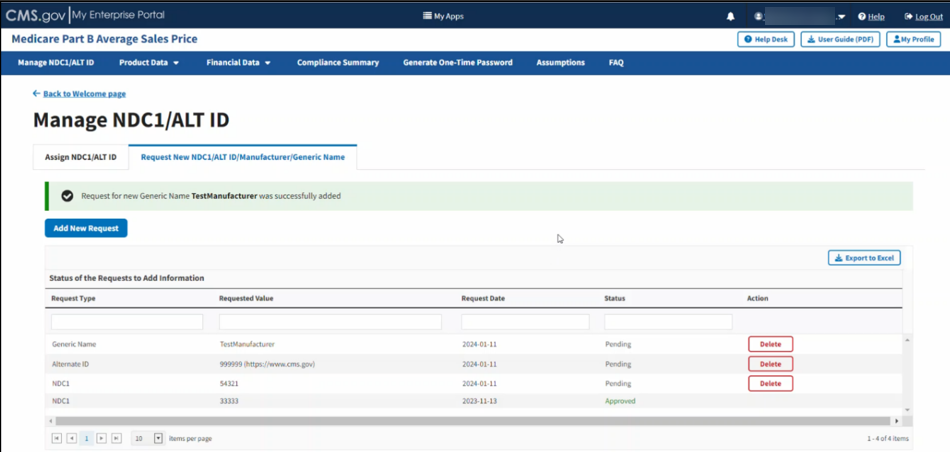 CMS.gov | My Enterprise Portal My Apps Help Log Out
Medicare Part B Average Sales Price Help Desk User Guide (PDF) My Profile
Manage NDC1/ALT ID Product Data Financial Data Compliance Summary Generate One-Time Password Assumptions FAQ
Back to Welcome page
Manage NDC1/ALT ID
Assign NDC1/ALT ID Request New NDC1/ALT ID/Manufacturer/Generic Name
Request for new Generic Name TestManufacturer was successfully added
Add New Request
Export to Excel
Status of the Requests to Add Information
Request Type Requested Value Request Date Status Action
Generic Name TestManufacturer 2024-01-11 Pending Delete
Alternate ID 999999 (https://www.cms.gov) 2024-01-11 Pending Delete
NDC1 54321 2024-01-11 Pending Delete
NDC1 33333 2023-11-13 Approved
1 10 items per page 1 - 4 of 4 items